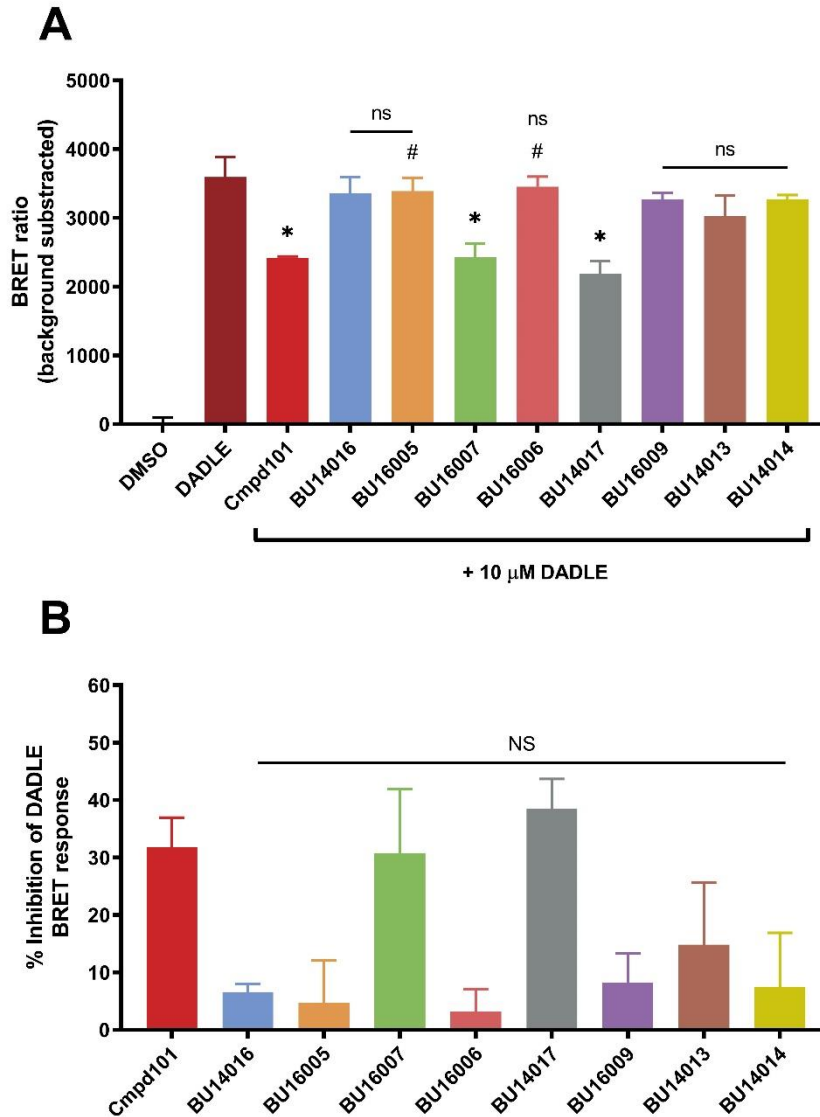 A
BRET ratio
(background substracted)
5000
4000
3000
2000
1000
0
ns
#
ns
#
ns
*
*
*
DMSO
DADLE
Cmpd101
BU14016
BU16005
BU16007
BU16006
BU14017
BU16009
BU14013
BU14014
+ 10 μM DADLE
B
% Inhibition of DADLE
BRET response
60
50
40
30
20
10
0
NS
Cmpd101
BU14016
BU16005
BU16007
BU16006
BU14017
BU16009
BU14013
BU14014